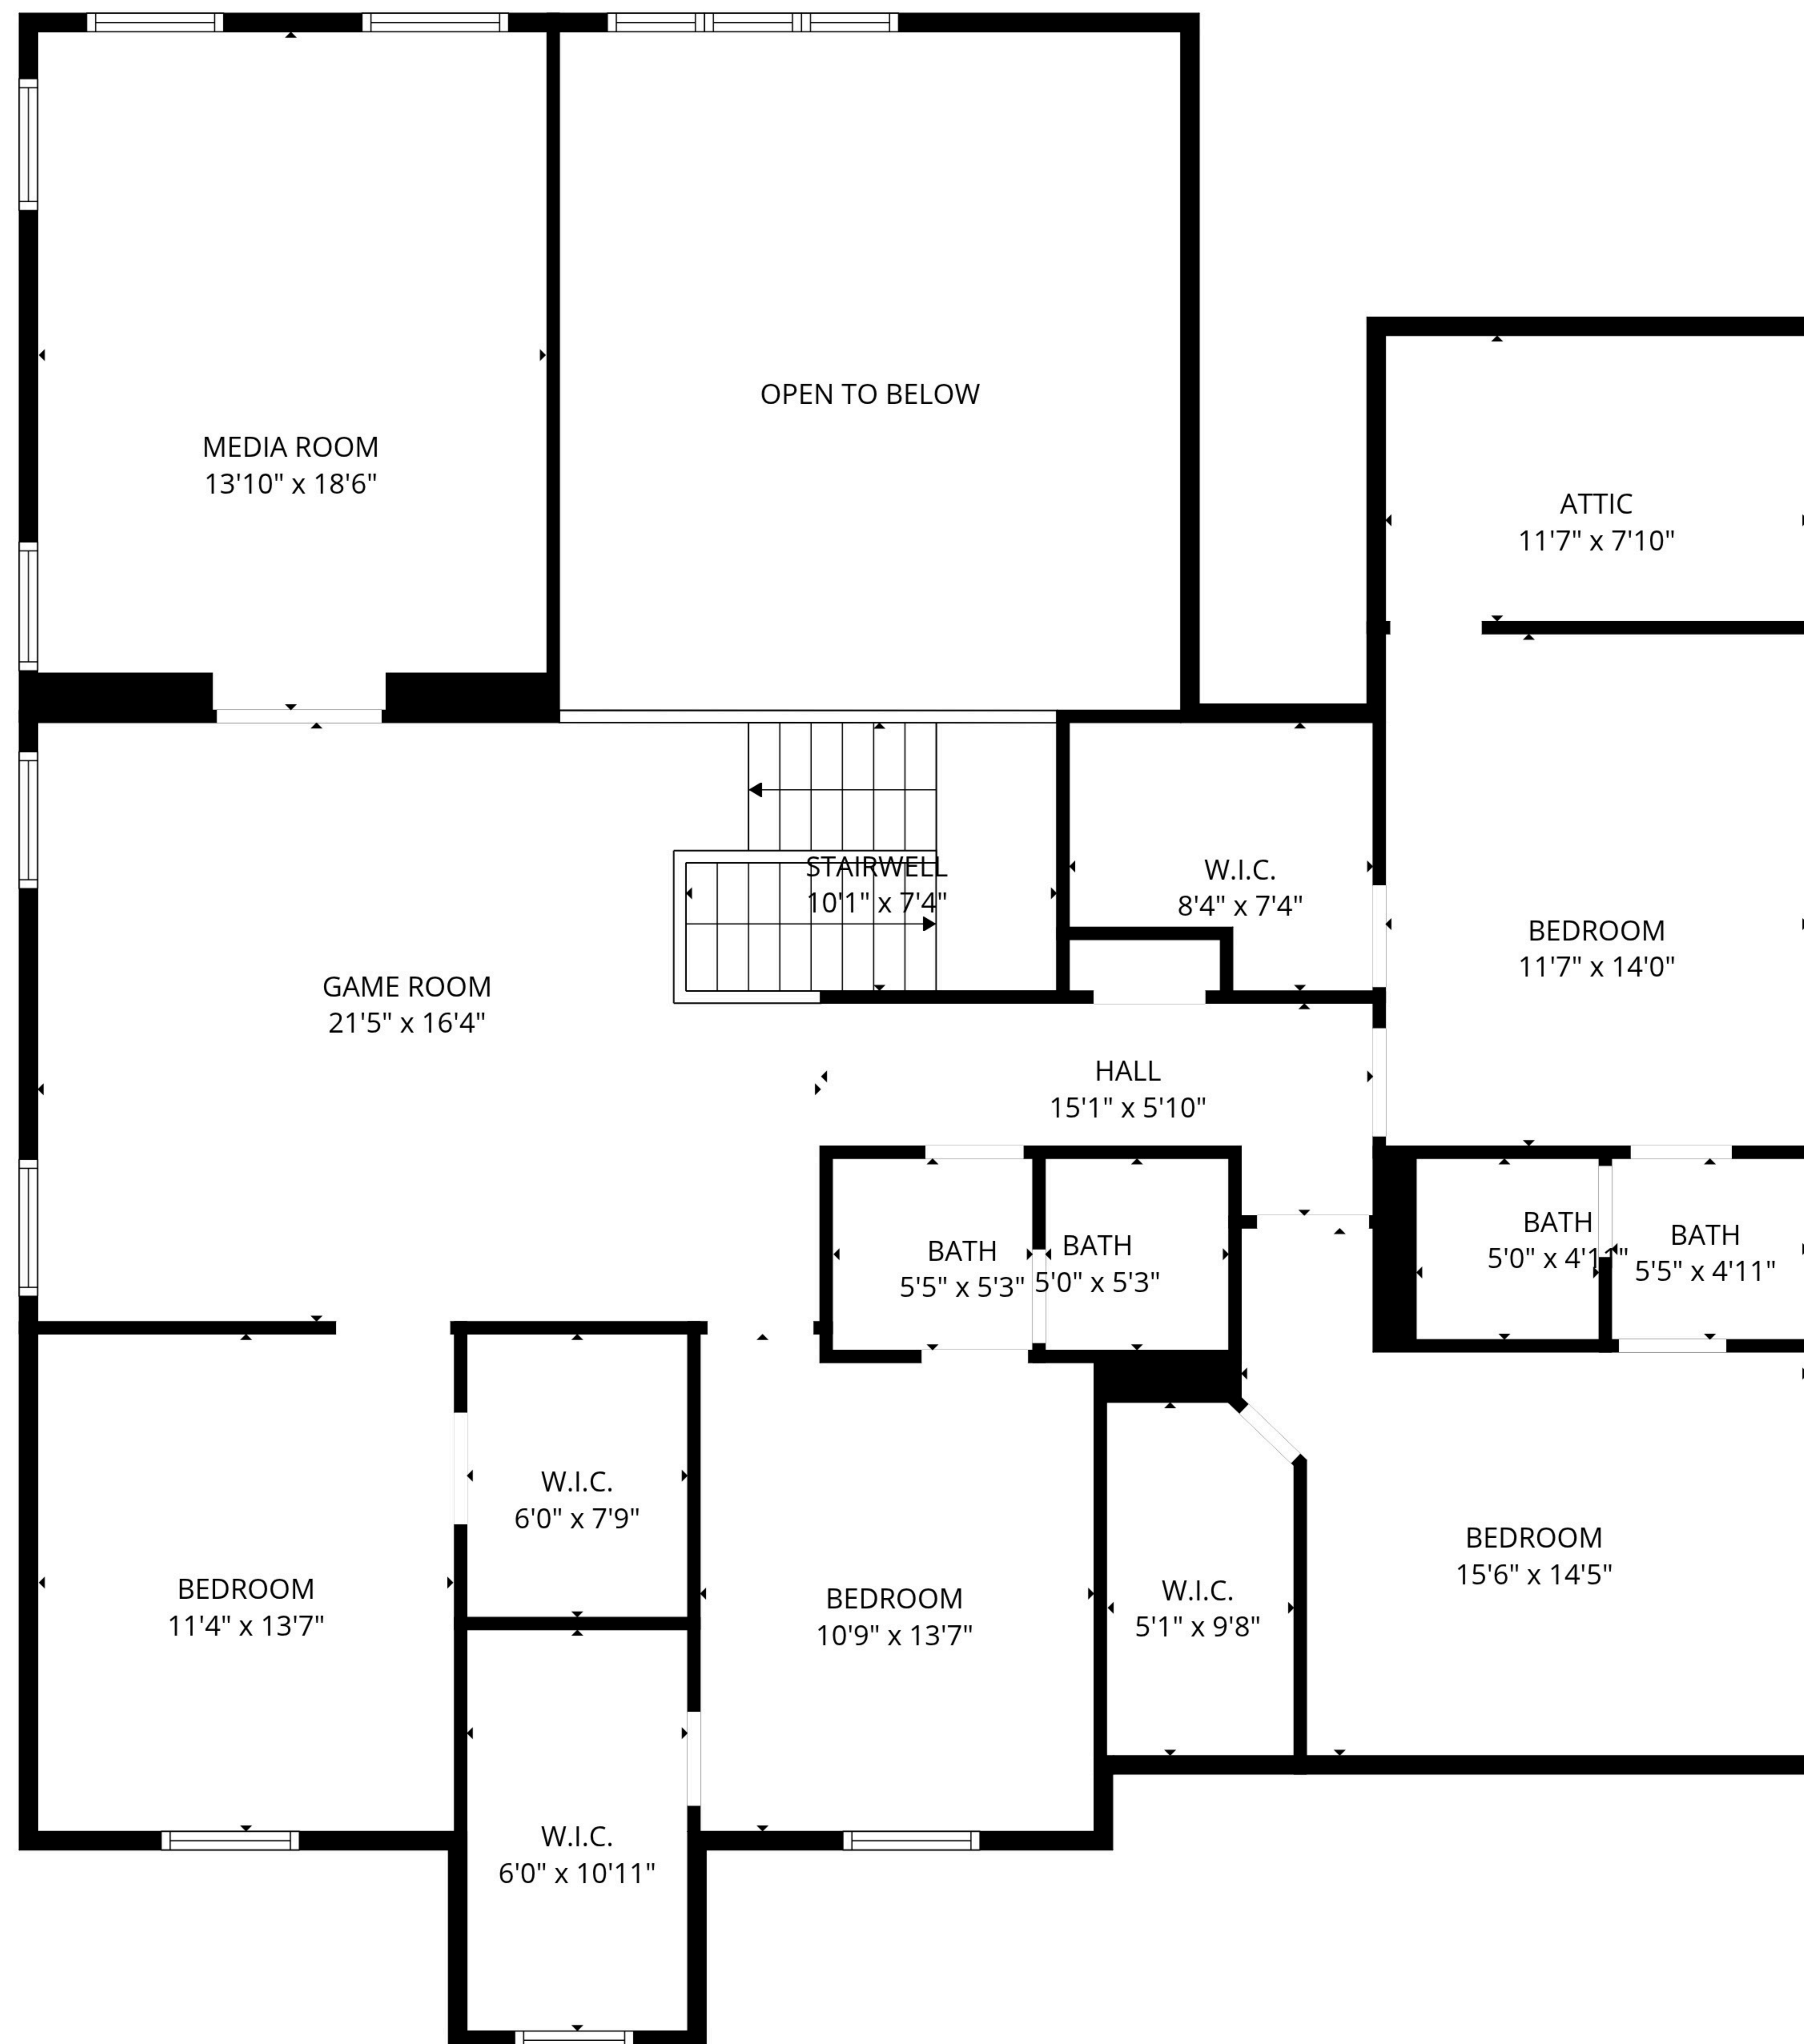 OPEN TO BELOW
MEDIA ROOM
13'10" x 18'6"
ATTIC
11'7" x 7'10"
STAIRWELL
10'1" x 7'4"
W.I.C.
8'4" x 7'4"
BEDROOM
11'7" x 14'0"
GAME ROOM
21'5" x 16'4"
HALL
15'1" x 5'10"
BATH
5'5" x 5'3"
BATH
5'0" x 5'3"
BATH
5'0" x 4'11"
BATH
5'5" x 4'11"
W.I.C.
6'0" x 7'9"
BEDROOM
11'4" x 13'7"
BEDROOM
10'9" x 13'7"
W.I.C.
5'1" x 9'8"
BEDROOM
15'6" x 14'5"
W.I.C.
6'0" x 10'11"